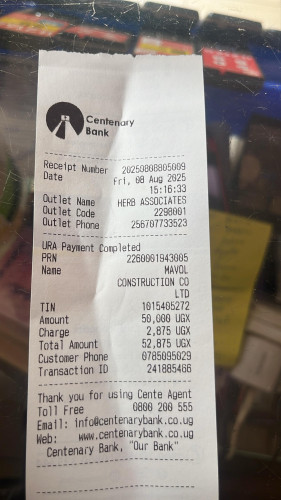 Centenary
Bank
Receipt Number 20250808805009
Date Fri, 08 Aug 2025
15:16:33
Outlet Name HERB ASSOCIATES
Outlet Code 2298001
Outlet Phone 256707733523
URA Payment Completed
PRN 2260061943005
Name MAVOL
CONSTRUCTION CO
LTD
TIN 1015405272
Amount 50,000 UGX
Charge 2,875 UGX
Total Amount 52,875 UGX
Customer Phone 0785095029
Transaction ID 241885466
Thank you for using Cente Agent
Toll Free 0800 200 555
Email: info@centenarybank.co.ug
Web: www.centenarybank.co.ug
Centenary Bank, "Our Bank"